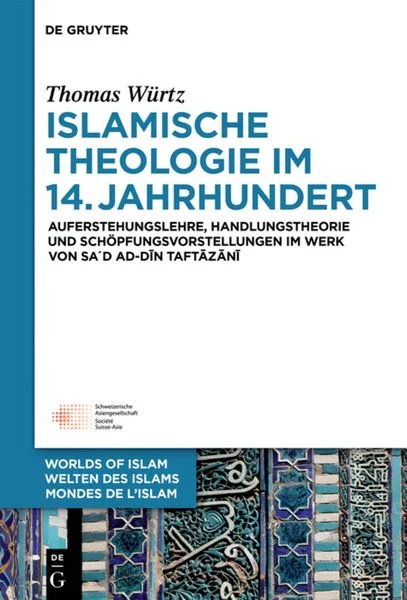 DE GRUYTER
Thomas Würtz
ISLAMISCHE
THEOLOGIE IM
14. JAHRHUNDERT
AUFERSTEHUNGSLEHRE, HANDLUNGSTHEORIE
UND SCHÖPFUNGSVORSTELLUNGEN IM WERK
VON SAʿD AD-DĪN TAFTĀZĀNĪ
Schweizerische
Asiengesellschaft
Société
Suisse-Asie
WORLDS OF ISLAM
WELTEN DES ISLAMS
MONDES DE L'ISLAM
DE
G